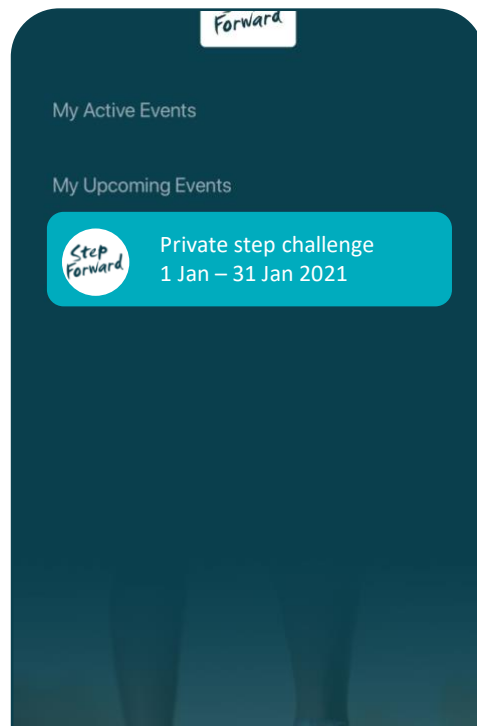 Forward
My Active Events
My Upcoming Events
Step
Forward
Private step challenge
1 Jan – 31 Jan 2021